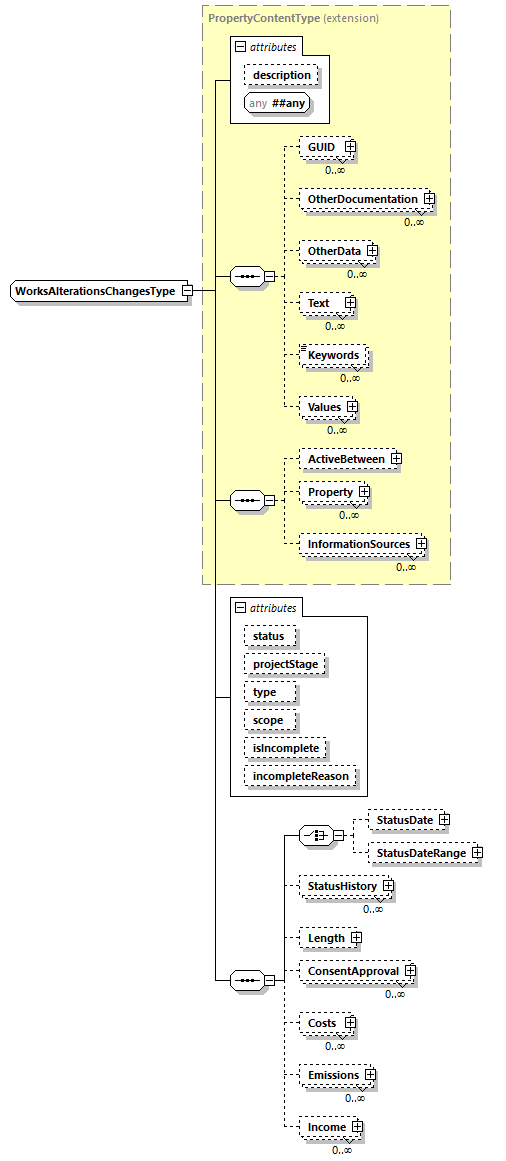 PropertyContentType (extension)
attributes
description
any ##any
GUID
0..∞
OtherDocumentation
0..∞
OtherData
0..∞
WorksAlterationsChangesType
Text
0..∞
Keywords
0..∞
Values
0..∞
ActiveBetween
Property
0..∞
InformationSources
0..∞
attributes
status
projectStage
type
scope
isIncomplete
incompleteReason
StatusDate
StatusDateRange
StatusHistory
0..∞
Length
ConsentApproval
0..∞
Costs
0..∞
Emissions
0..∞
Income
0..∞